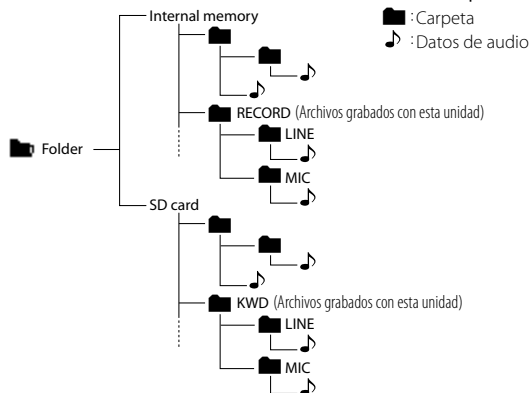 Internal memory
:Carpeta
:Datos de audio
RECORD (Archivos grabados con esta unidad)
LINE
Folder
MIC
SD card
KWD (Archivos grabados con esta unidad)
LINE
MIC